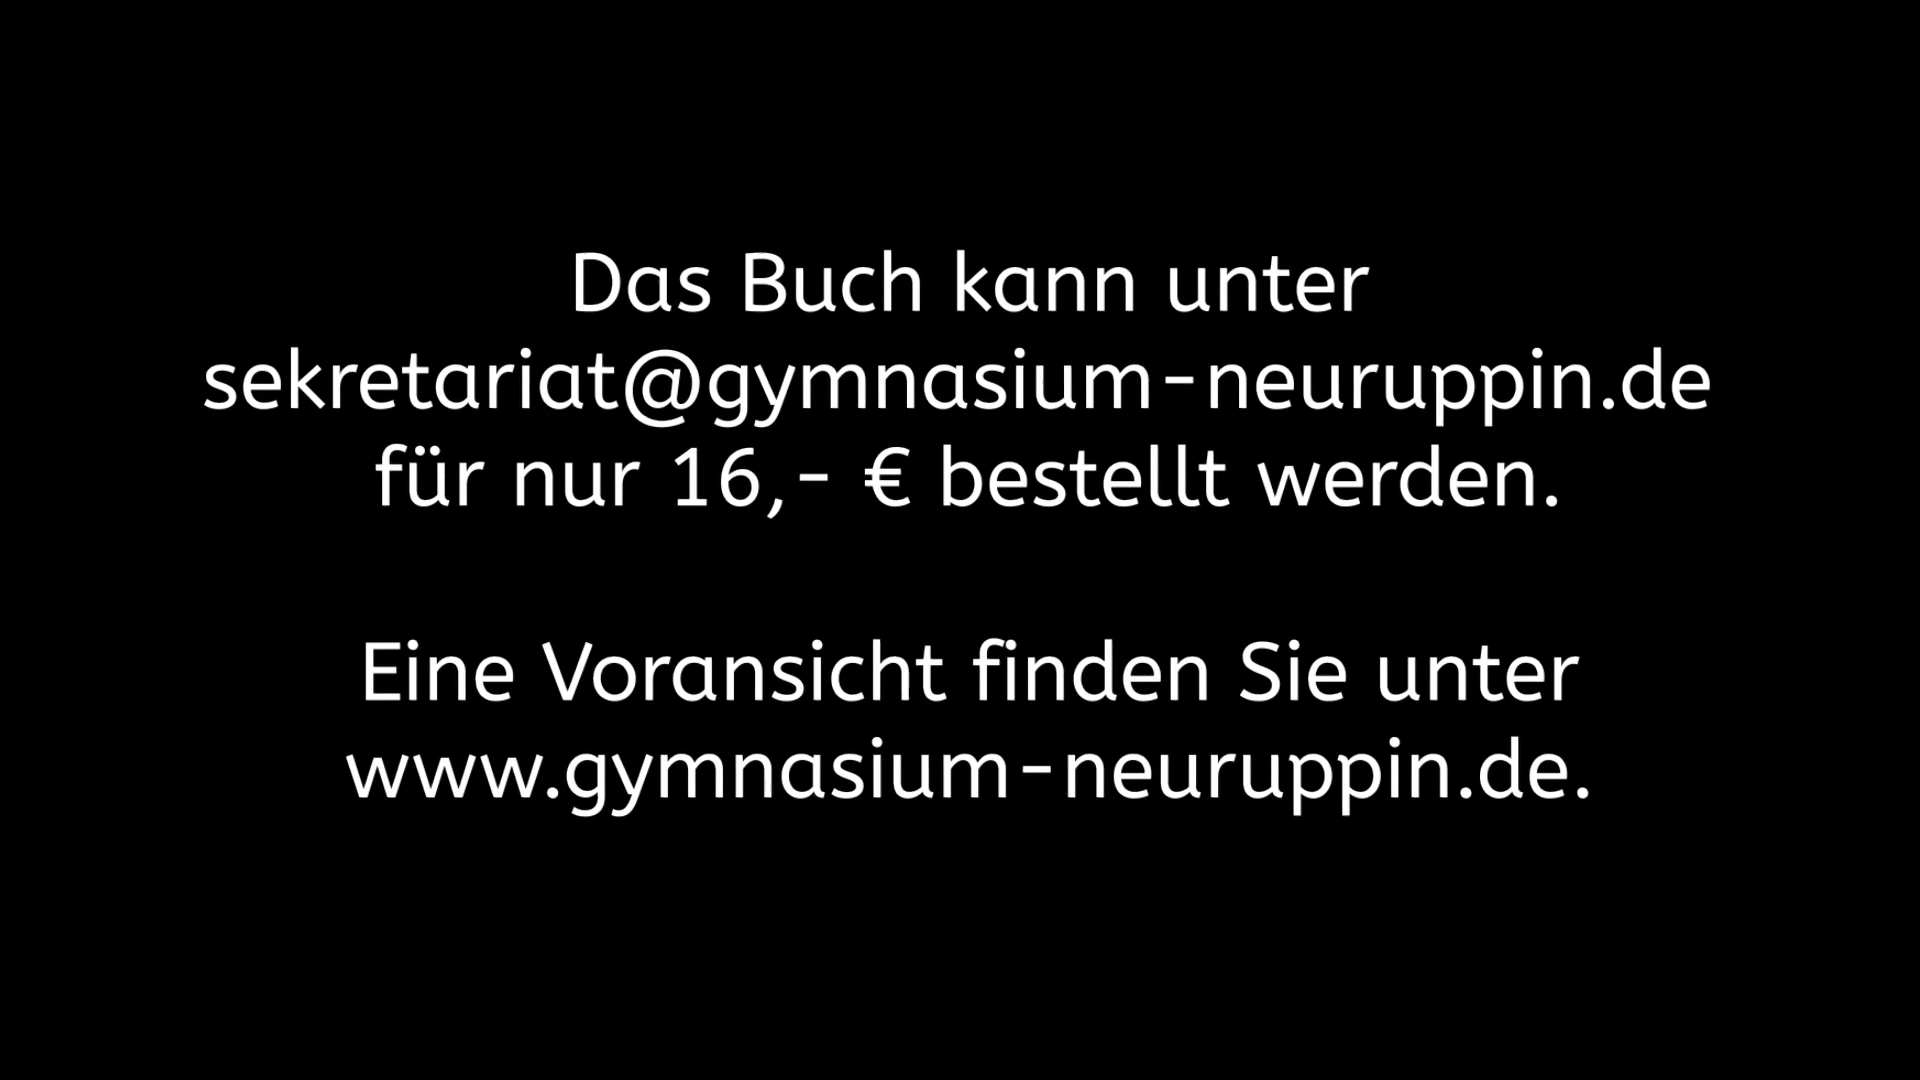 Das Buch kann unter
sekretariat@gymnasium-neuruppin.de
für nur 16,- € bestellt werden.
Eine Voransicht finden Sie unter
www.gymnasium-neuruppin.de.